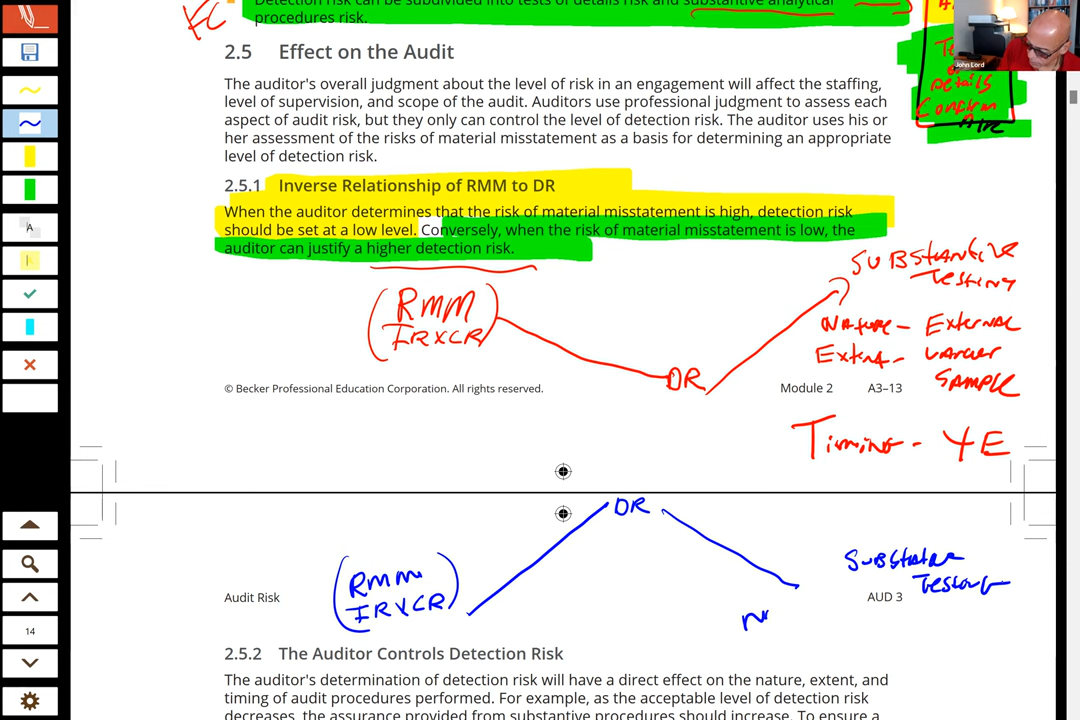 Detection risk can be subdivided into tests of details risk and substantive analytical
procedures risk.
2.5 Effect on the Audit
The auditor's overall judgment about the level of risk in an engagement will affect the staffing,
level of supervision, and scope of the audit. Auditors use professional judgment to assess each
aspect of audit risk, but they only can control the level of detection risk. The auditor uses his or
her assessment of the risks of material misstatement as a basis for determining an appropriate
level of detection risk.
John Lord
Details
Confirm
A/R
2.5.1 Inverse Relationship of RMM to DR
When the auditor determines that the risk of material misstatement is high, detection risk
should be set at a low level. Conversely, when the risk of material misstatement is low, the
auditor can justify a higher detection risk.
(RMM
IRXCR)
DR
SUBSTANTIVE
TESTING
NATURE - EXTERNAL
Extent - LARGER
SAMPLE
Timing - YE
© Becker Professional Education Corporation. All rights reserved.
Module 2 A3–13
DR
(RMM
IRXCR)
Testing
Audit Risk
AUD 3
14
A
2.5.2 The Auditor Controls Detection Risk
The auditor's determination of detection risk will have a direct effect on the nature, extent, and
timing of audit procedures performed. For example, as the acceptable level of detection risk
decreases, the assurance provided from substantive procedures should increase. To ensure a